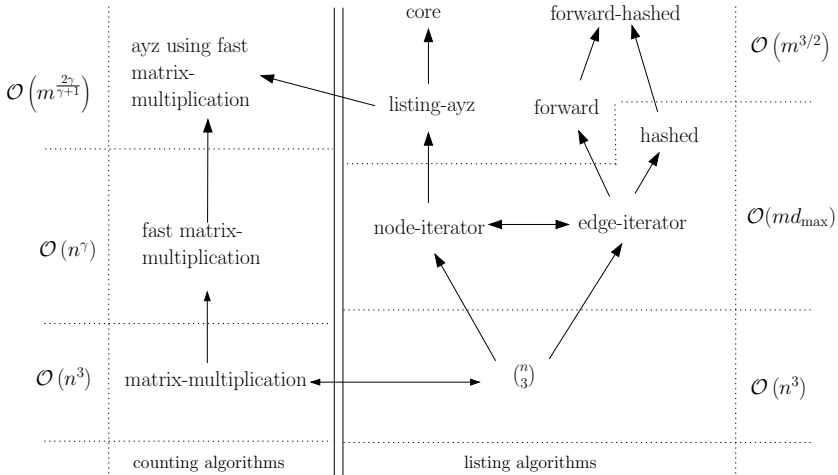 core
forward-hashed
ayz using fast
matrix-
multiplication
O(m^{2γ/(γ+1)})
O(m^{3/2})
listing-ayz
forward
hashed
fast matrix-
multiplication
O(n^γ)
node-iterator
edge-iterator
O(md_max)
O(n^3)
matrix-multiplication
(n 3)
O(n^3)
counting algorithms
listing algorithms